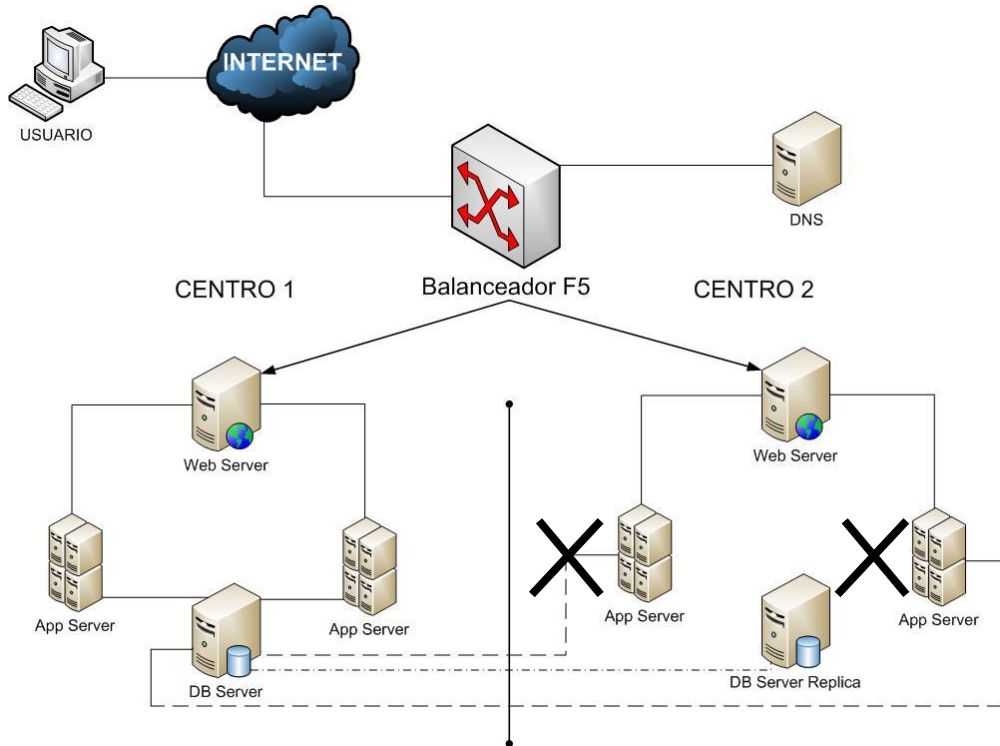 INTERNET
USUARIO
DNS
CENTRO 1
Balanceador F5
CENTRO 2
Web Server
Web Server
App Server
App Server
App Server
App Server
DB Server
DB Server Replica